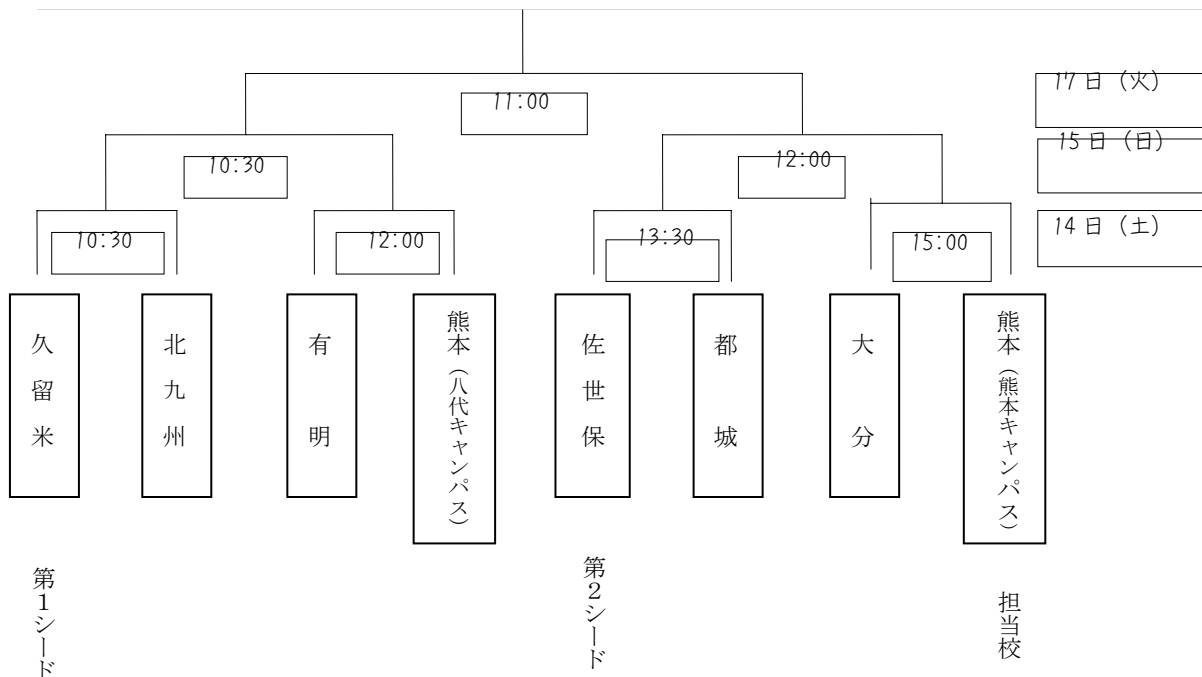 11:00
17日（火）
10:30
12:00
15日（日）
10:30
12:00
13:30
15:00
14日（土）
久留米
北九州
有明
熊本（八代キャンパス）
佐世保
都城
大分
熊本（熊本キャンパス）
第1シード
第2シード
担当校